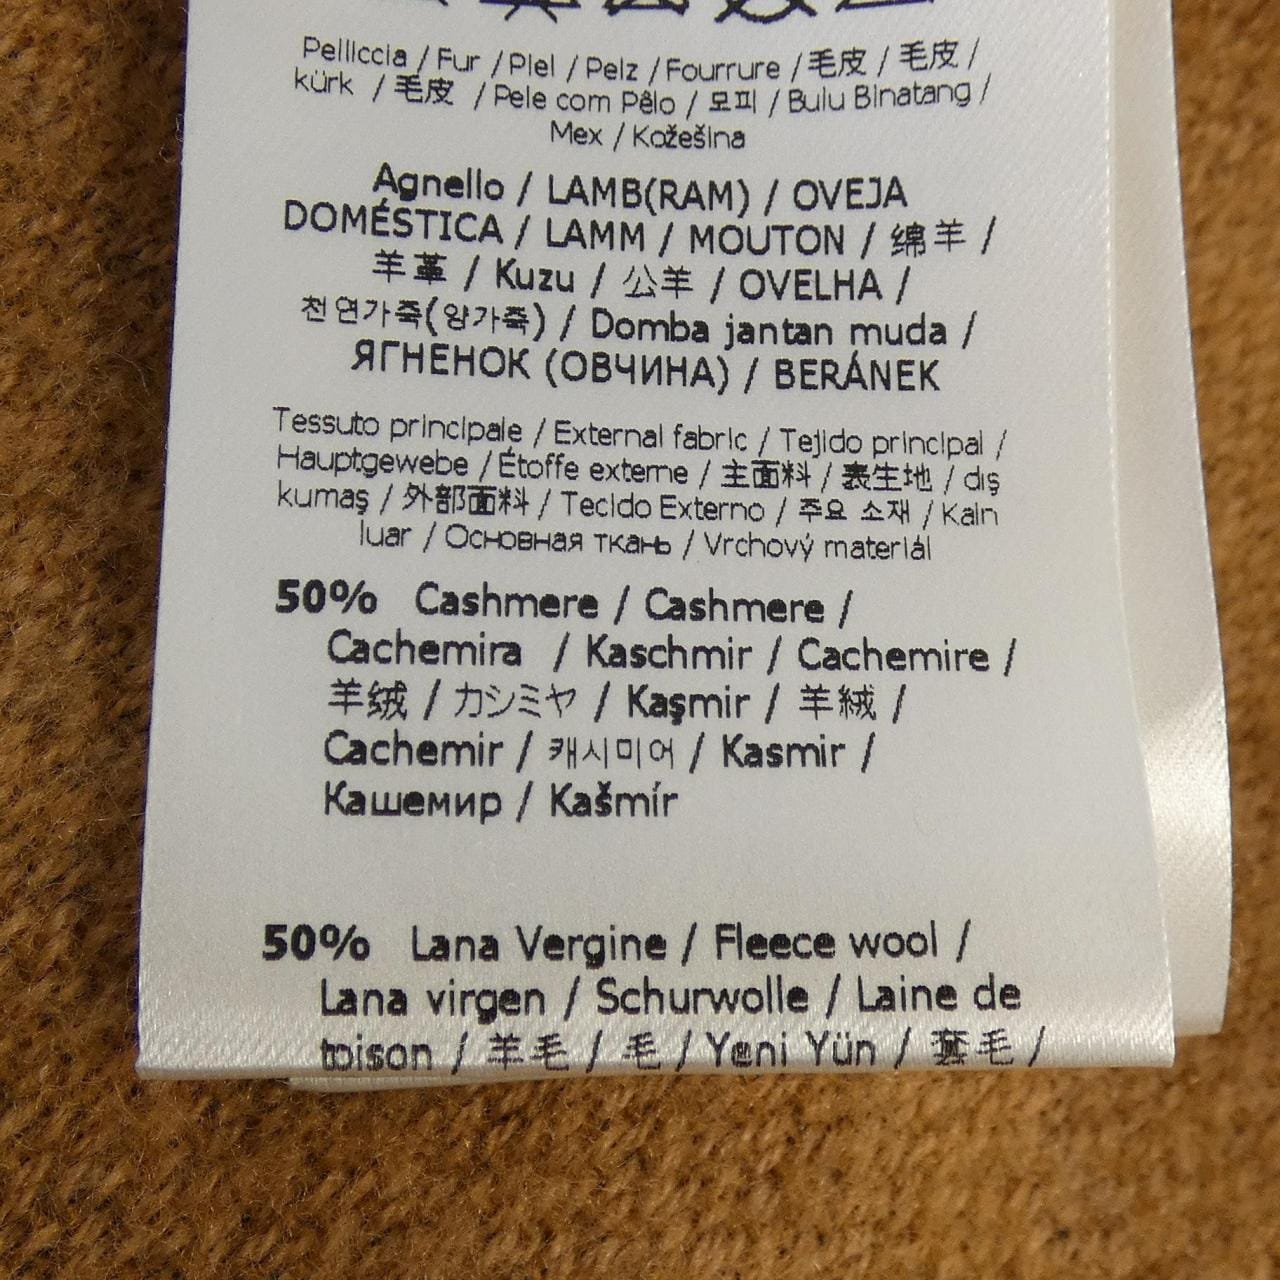 Pelliccia / Fur / Piel / Pelz / Fourrure / 毛皮 / 毛皮 /
kürk / 毛皮 / Pele com Pêlo / 모피 / Bulu Binatang /
Mex / Kožešina
Agnello / LAMB(RAM) / OVEJA
DOMÉSTICA / LAMM / MOUTON / 绵羊 /
羊革 / Kuzu / 公羊 / OVELHA /
천연가죽(양가죽) / Domba jantan muda /
ЯГНЕНОК (ОВЧИНА) / BERÁNEK
Tessuto principale / External fabric / Tejido principal /
Hauptgewebe / Étoffe externe / 主面料 / 表生地 / dış
kumaş / 外部面料 / Tecido Externo / 주요 소재 / Kain
luar / Основная ткань / Vrchový materiál
50% Cashmere / Cashmere /
Cachemira / Kaschmir / Cachemire /
羊绒 / カシミヤ / Kaşmir / 羊絨 /
Cachemir / 캐시미어 / Kasmir /
Кашемир / Kašmír
50% Lana Vergine / Fleece wool /
Lana virgen / Schurwolle / Laine de
toison / 羊毛 / 毛 / Yeni Yün / 毛 /